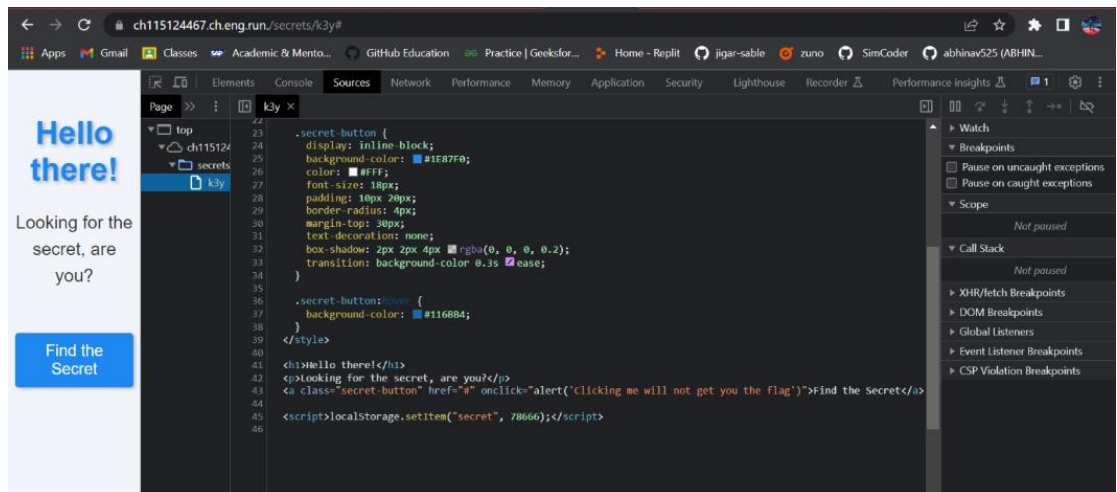 ch115124467.ch.eng.run./secrets/k3y#
Apps Gmail Classes Academic & Mento... GitHub Education Practice | Geeksfor... Home - Replit jigar-sable zuno SimCoder abhinav525 (ABHIN...
Elements Console Sources Network Performance Memory Application Security Lighthouse Recorder Performance insights 1
Page k3y ×
Hello
there!
Looking for the
secret, are
you?
Find the
Secret
top
ch115124
secrets
k3y
22
23 .secret-button {
24 display: inline-block;
25 background-color: #1E87F0;
26 color: #FFF;
27 font-size: 18px;
28 padding: 10px 20px;
29 border-radius: 4px;
30 margin-top: 30px;
31 text-decoration: none;
32 box-shadow: 2px 2px 4px rgba(0, 0, 0, 0.2);
33 transition: background-color 0.3s ease;
34 }
35
36 .secret-button:hover {
37 background-color: #116BB4;
38 }
39 </style>
40
41 <h1>Hello there!</h1>
42 <p>Looking for the secret, are you?</p>
43 <a class="secret-button" href="#" onclick="alert('Clicking me will not get you the flag')">Find the Secret</a>
44
45 <script>localStorage.setItem("secret", 78666);</script>
46
Watch
Breakpoints
Pause on uncaught exceptions
Pause on caught exceptions
Scope
Not paused
Call Stack
Not paused
XHR/fetch Breakpoints
DOM Breakpoints
Global Listeners
Event Listener Breakpoints
CSP Violation Breakpoints